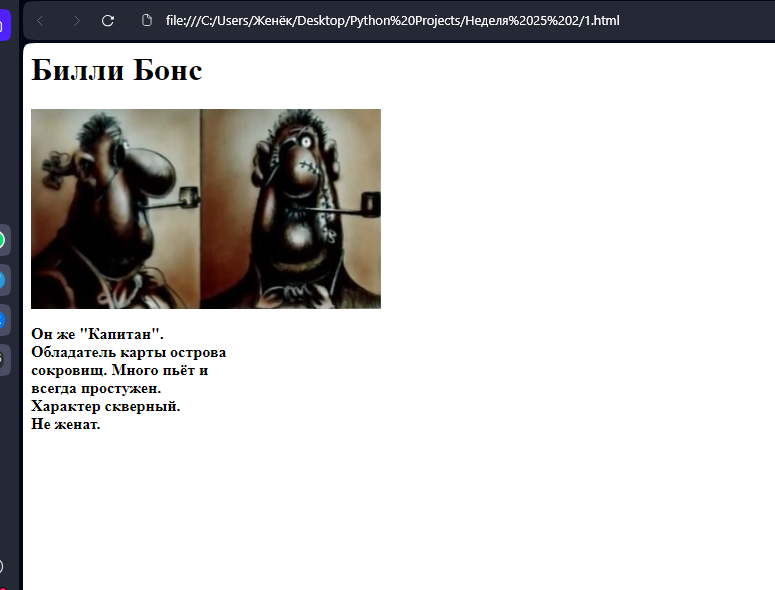 file:///C:/Users/Женёк/Desktop/Python%20Projects/Неделя%2025%202/1.html
Билли Бонс
Он же "Капитан".
Обладатель карты острова
сокровищ. Много пьёт и
всегда простужен.
Характер скверный.
Не женат.